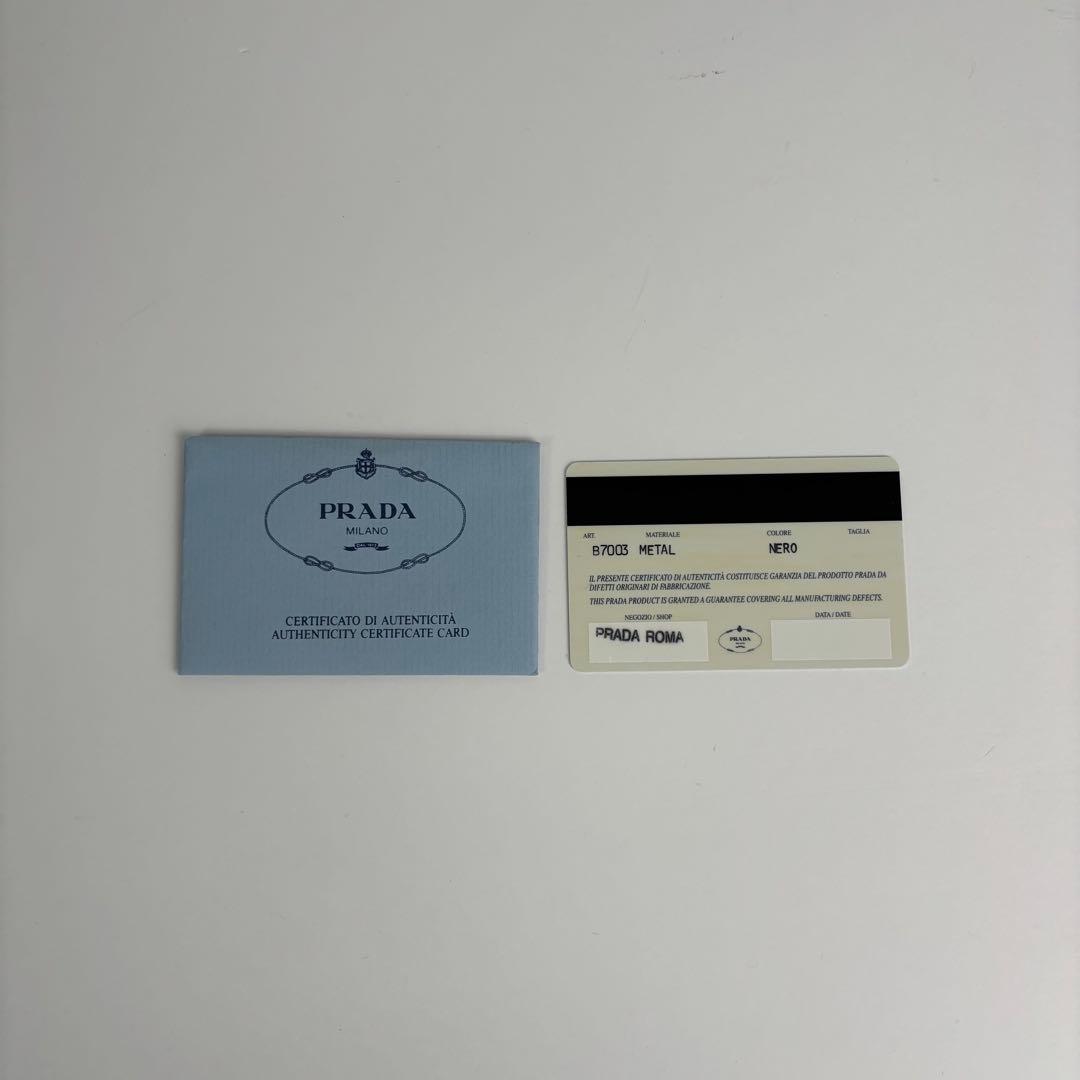 PRADA
MILANO
DAL 1913
CERTIFICATO DI AUTENTICITÀ
AUTHENTICITY CERTIFICATE CARD
ART. MATERIALE COLORE TAGLIA
B7003 METAL NERO
IL PRESENTE CERTIFICATO DI AUTENTICITÀ COSTITUISCE GARANZIA DEL PRODOTTO PRADA DA
DIFETTI ORIGINARI DI FABBRICAZIONE.
THIS PRADA PRODUCT IS GRANTED A GUARANTEE COVERING ALL MANUFACTURING DEFECTS.
NEGOZIO / SHOP DATA / DATE
PRADA ROMA
PRADA